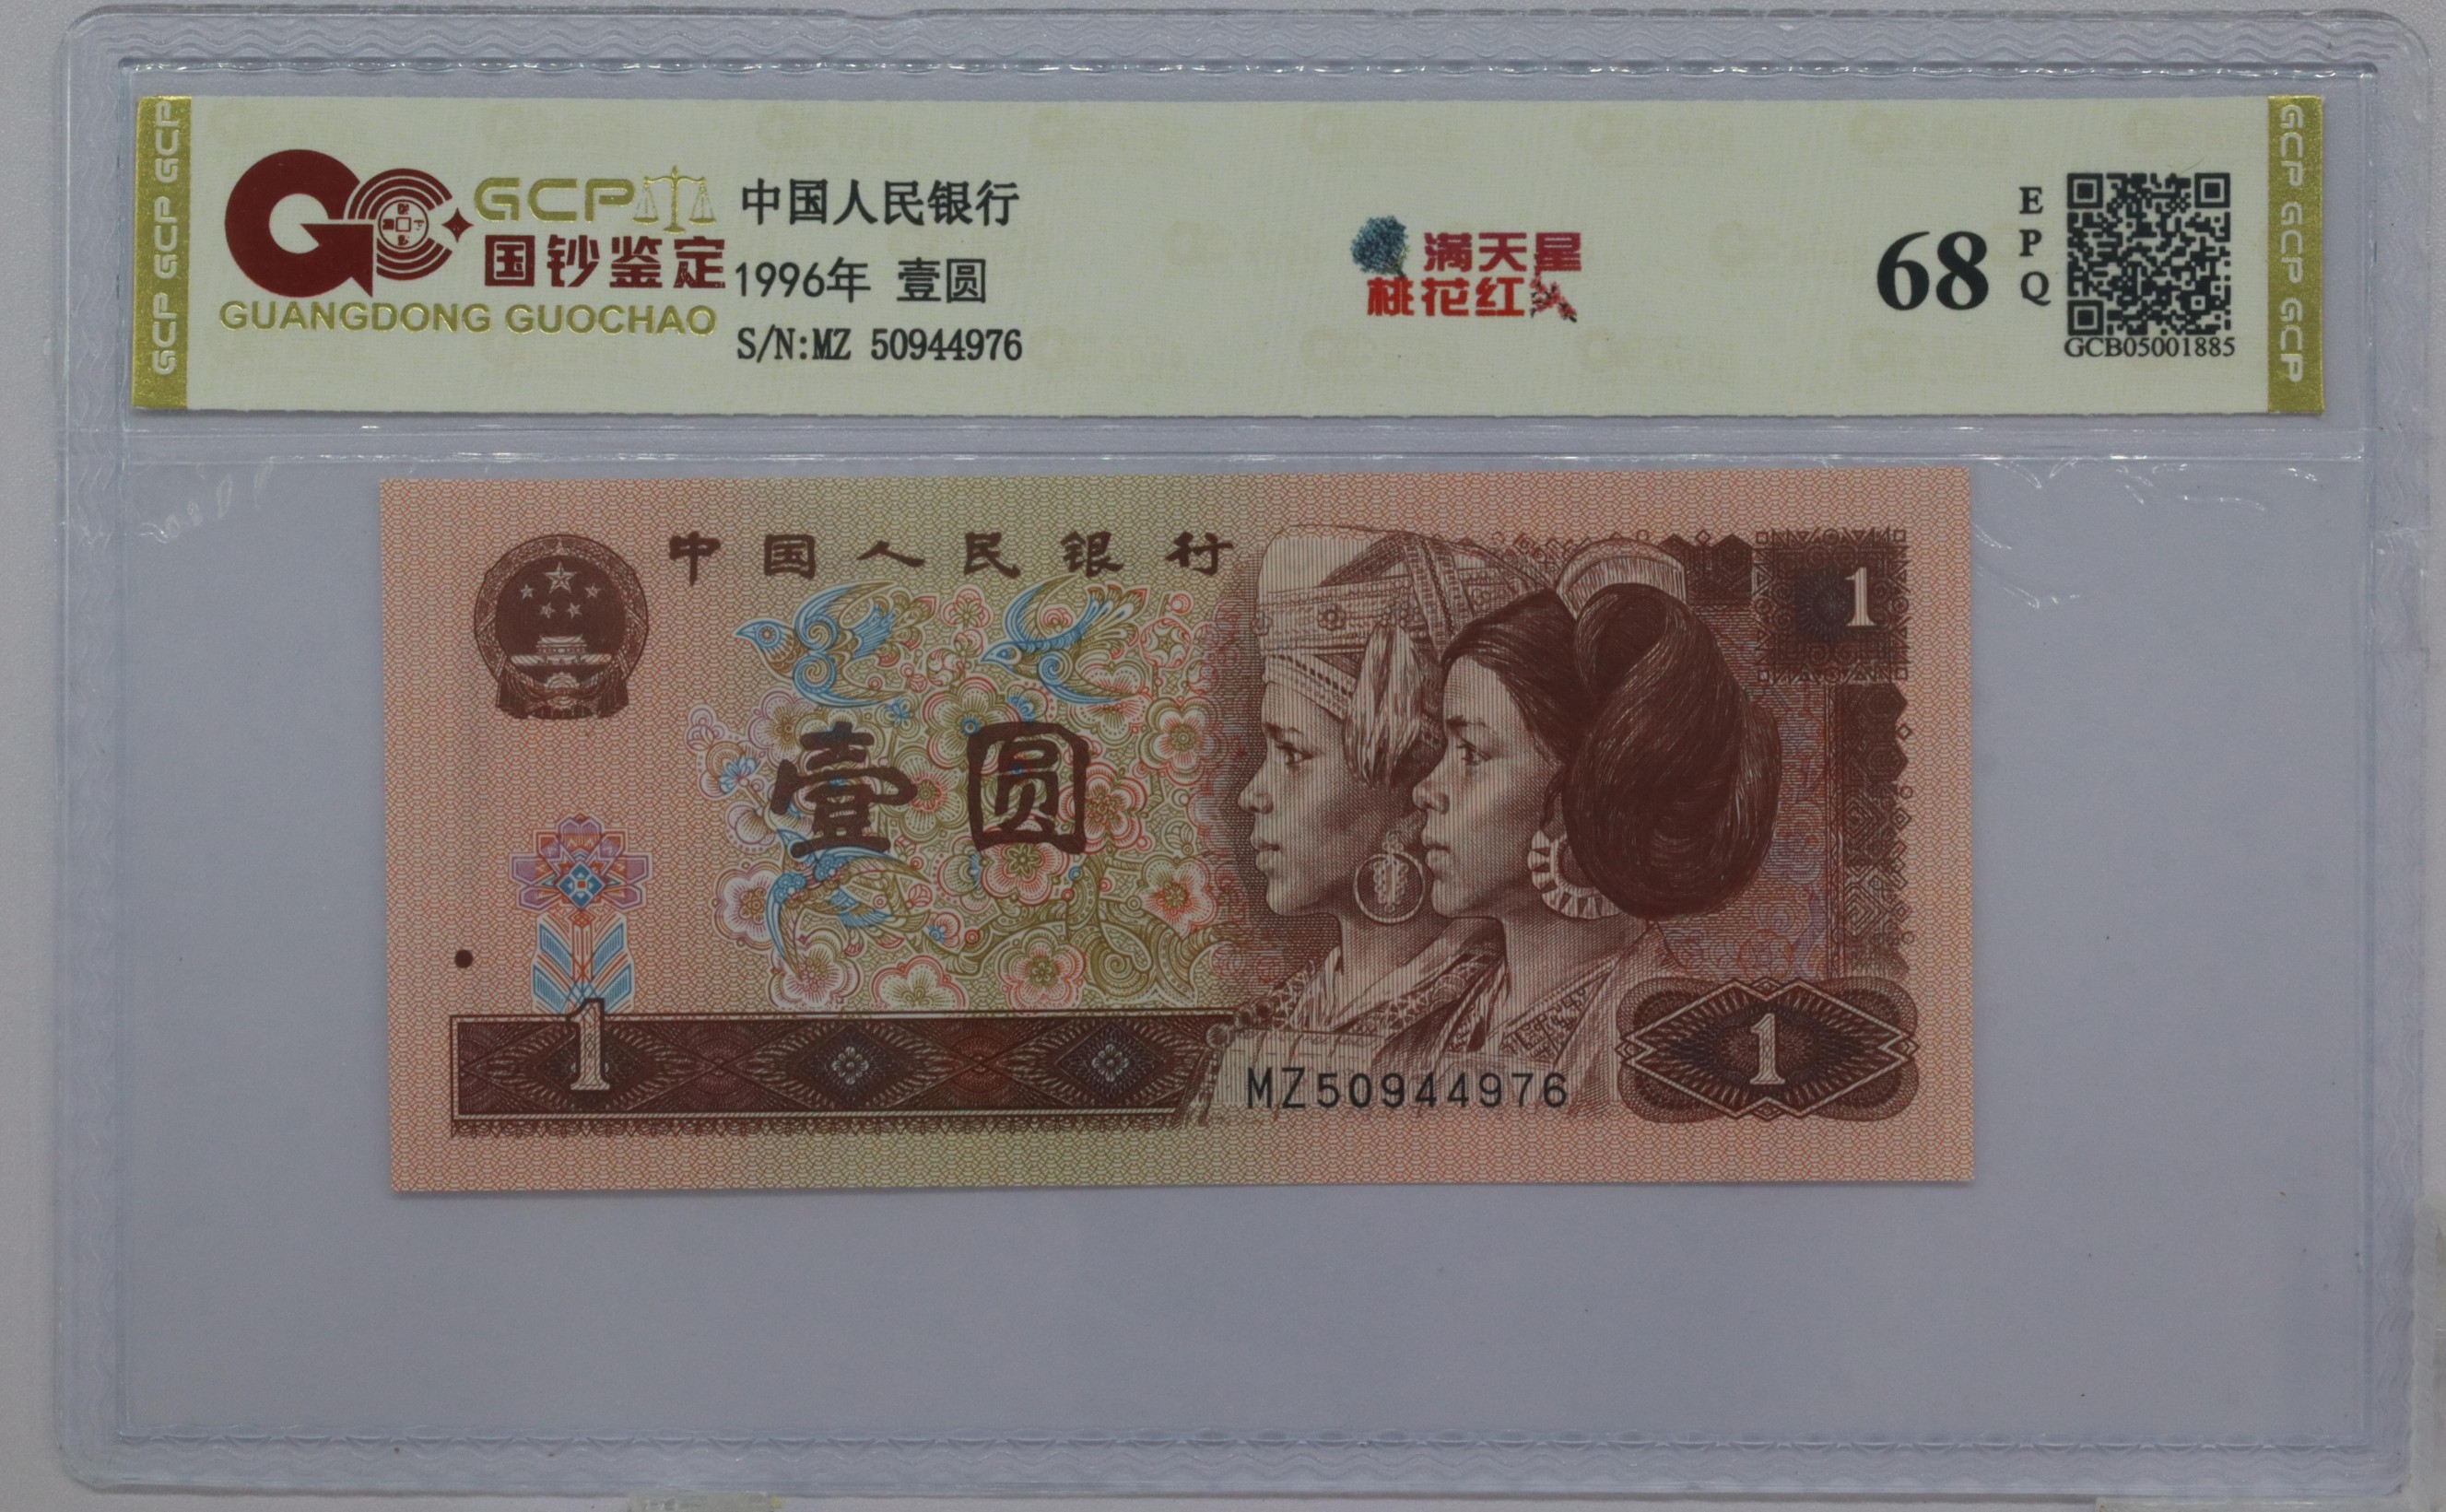 GCP GCP GCP
GCP
国钞鉴定
GUANGDONG GUOCHAO
中国人民银行
1996年 壹圆
S/N:MZ 50944976
满天星
桃花红
68
EPQ
GCB05001885
GCP GCP GCP
中国人民银行
1
壹圆
1
MZ50944976
1